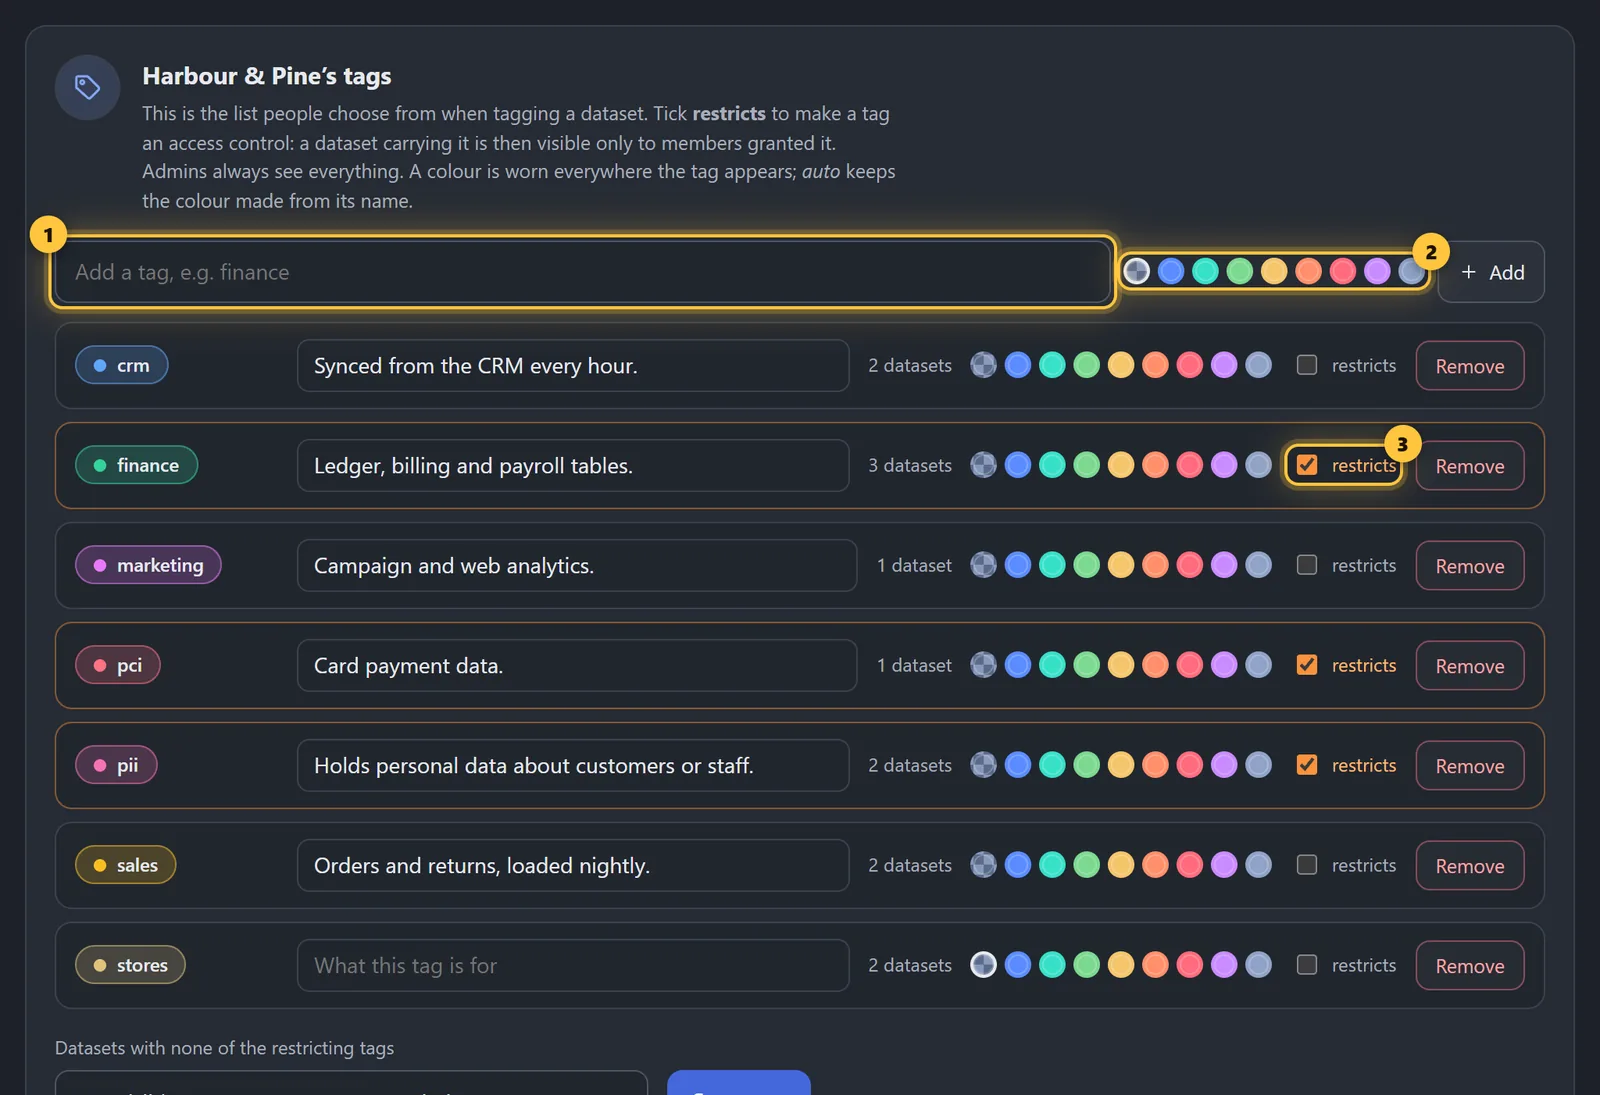 Harbour & Pine’s tags
This is the list people choose from when tagging a dataset. Tick restricts to make a tag
an access control: a dataset carrying it is then visible only to members granted it.
Admins always see everything. A colour is worn everywhere the tag appears; auto keeps
the colour made from its name.
1
Add a tag, e.g. finance
2
+ Add
crm Synced from the CRM every hour. 2 datasets restricts Remove
3
finance Ledger, billing and payroll tables. 3 datasets restricts Remove
marketing Campaign and web analytics. 1 dataset restricts Remove
pci Card payment data. 1 dataset restricts Remove
pii Holds personal data about customers or staff. 2 datasets restricts Remove
sales Orders and returns, loaded nightly. 2 datasets restricts Remove
stores What this tag is for 2 datasets restricts Remove
Datasets with none of the restricting tags